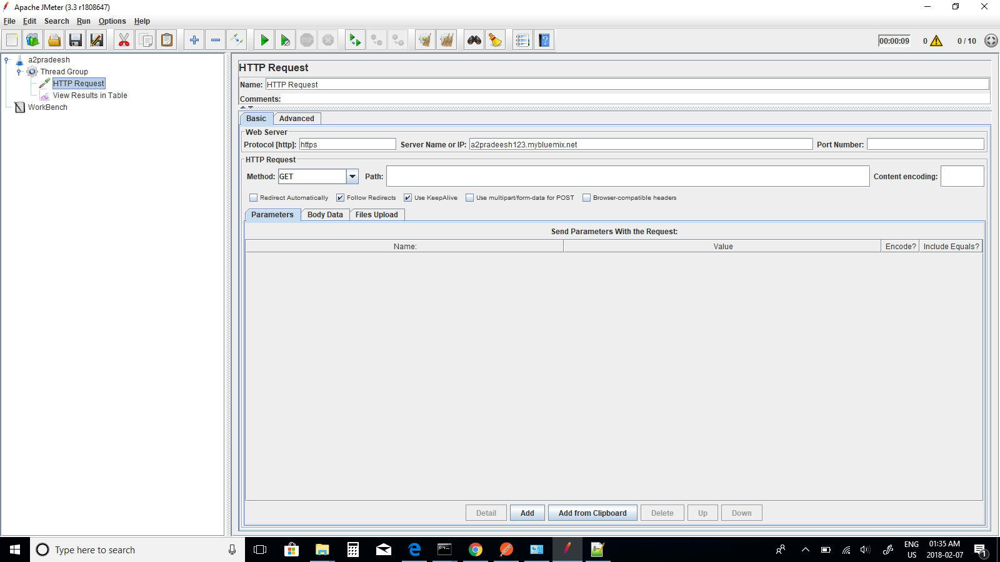 Apache JMeter (3.3 r1808647)
File Edit Search Run Options Help
STOP
00:00:09 0 0 / 10
a2pradeesh
Thread Group
HTTP Request
View Results in Table
WorkBench
HTTP Request
Name: HTTP Request
Comments:
Basic Advanced
Web Server
Protocol [http]: https Server Name or IP: a2pradeesh123.mybluemix.net Port Number:
HTTP Request
Method: GET Path: Content encoding:
Redirect Automatically Follow Redirects Use KeepAlive Use multipart/form-data for POST Browser-compatible headers
Parameters Body Data Files Upload
Send Parameters With the Request:
Name: Value Encode? Include Equals?
Detail Add Add from Clipboard Delete Up Down
Type here to search
ENG 01:35 AM
US 2018-02-07
1